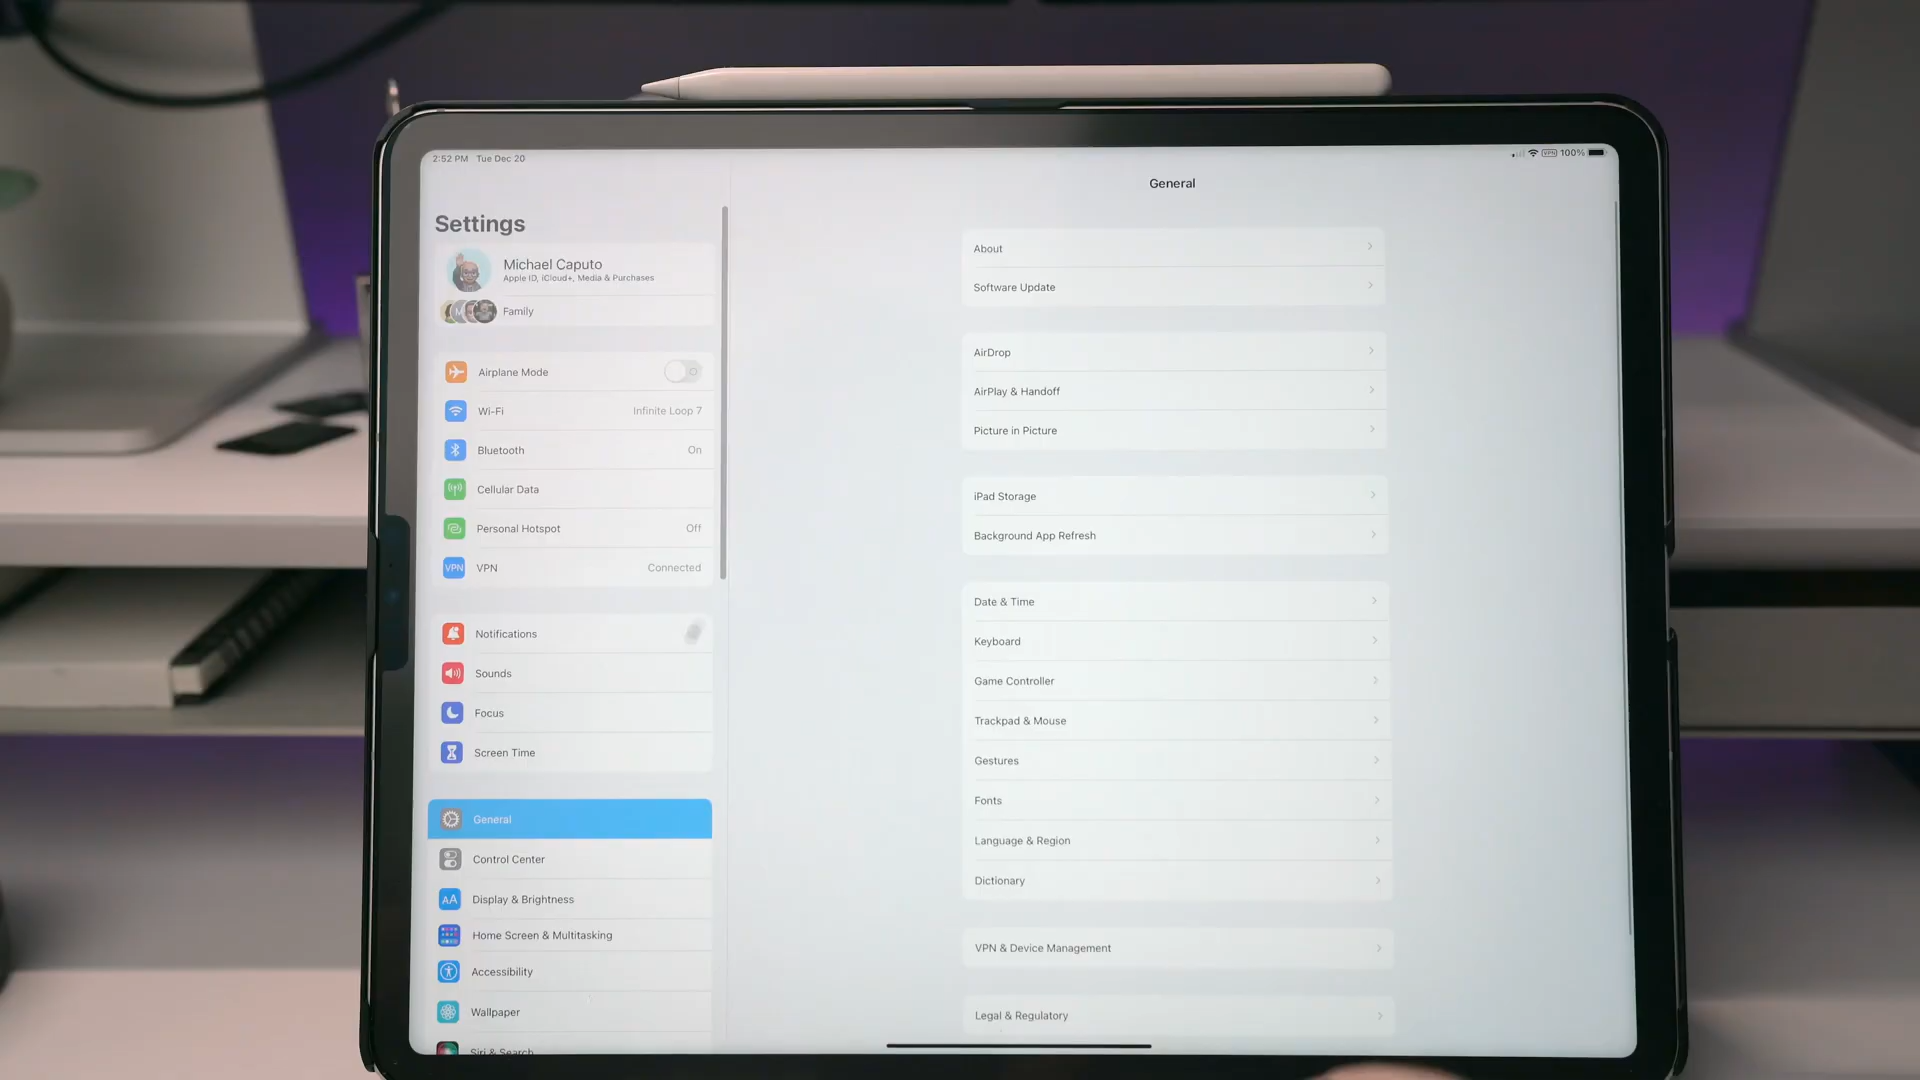 2:52 PM Tue Dec 20
VPN 100%
Settings
Michael Caputo
Apple ID, iCloud+, Media & Purchases
M
Family
Airplane Mode
Wi-Fi Infinite Loop 7
Bluetooth On
Cellular Data
Personal Hotspot Off
VPN VPN Connected
Notifications
Sounds
Focus
Screen Time
General
Control Center
AA Display & Brightness
Home Screen & Multitasking
Accessibility
Wallpaper
Siri & Search
General
About
Software Update
AirDrop
AirPlay & Handoff
Picture in Picture
iPad Storage
Background App Refresh
Date & Time
Keyboard
Game Controller
Trackpad & Mouse
Gestures
Fonts
Language & Region
Dictionary
VPN & Device Management
Legal & Regulatory